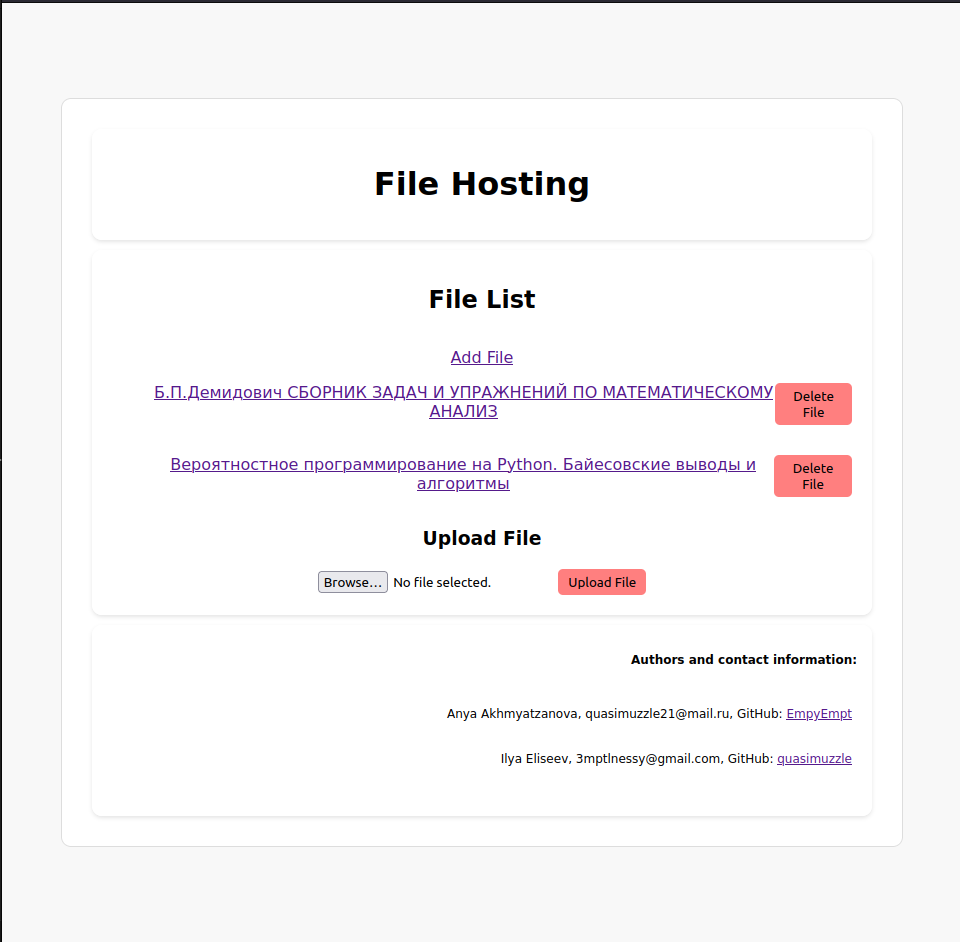 File Hosting
File List
Add File
Б.П.Демидович СБОРНИК ЗАДАЧ И УПРАЖНЕНИЙ ПО МАТЕМАТИЧЕСКОМУ
АНАЛИЗ
Delete
File
Вероятностное программирование на Python. Байесовские выводы и
алгоритмы
Delete
File
Upload File
Browse… No file selected. Upload File
Authors and contact information:
Anya Akhmyatzanova, quasimuzzle21@mail.ru, GitHub: EmpyEmpt
Ilya Eliseev, 3mptlnessy@gmail.com, GitHub: quasimuzzle